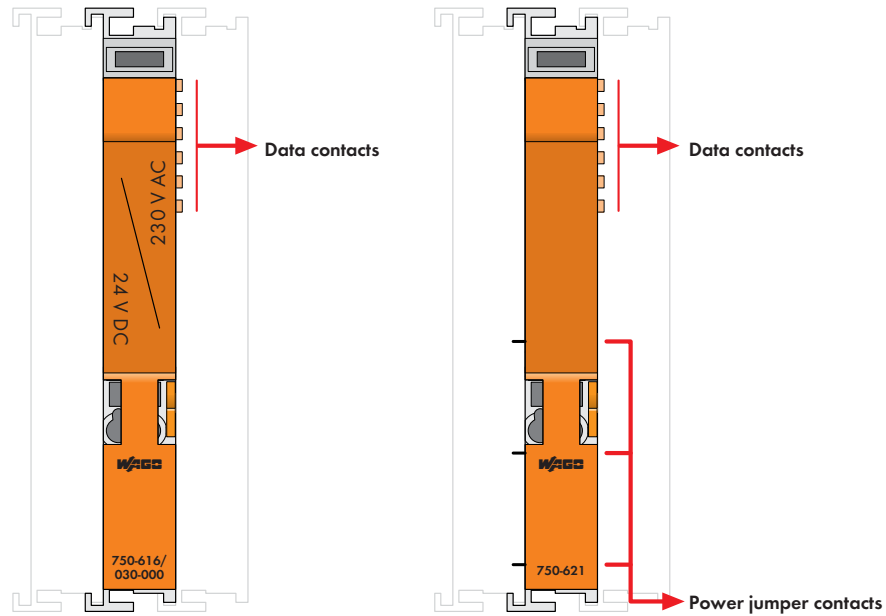 Data contacts
230 V AC
24 V DC
WAGO
750-616/
030-000
Data contacts
WAGO
750-621
Power jumper contacts